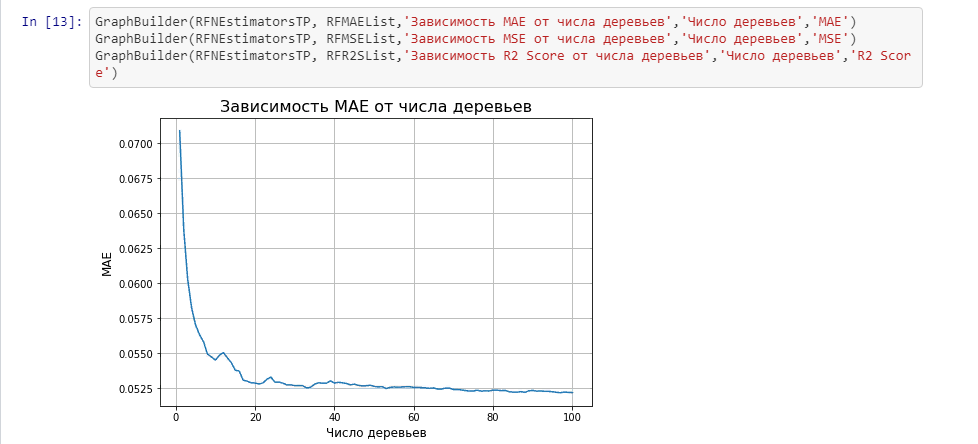 In [13]: GraphBuilder(RFNEstimatorsTP, RFMAEList,'Зависимость MAE от числа деревьев','Число деревьев','MAE')
GraphBuilder(RFNEstimatorsTP, RFMSEList,'Зависимость MSE от числа деревьев','Число деревьев','MSE')
GraphBuilder(RFNEstimatorsTP, RFR2SList,'Зависимость R2 Score от числа деревьев','Число деревьев','R2 Scor
e')
Зависимость MAE от числа деревьев
0.0700
0.0675
0.0650
0.0625
0.0600
0.0575
0.0550
0.0525
MAE
0 20 40 60 80 100
Число деревьев